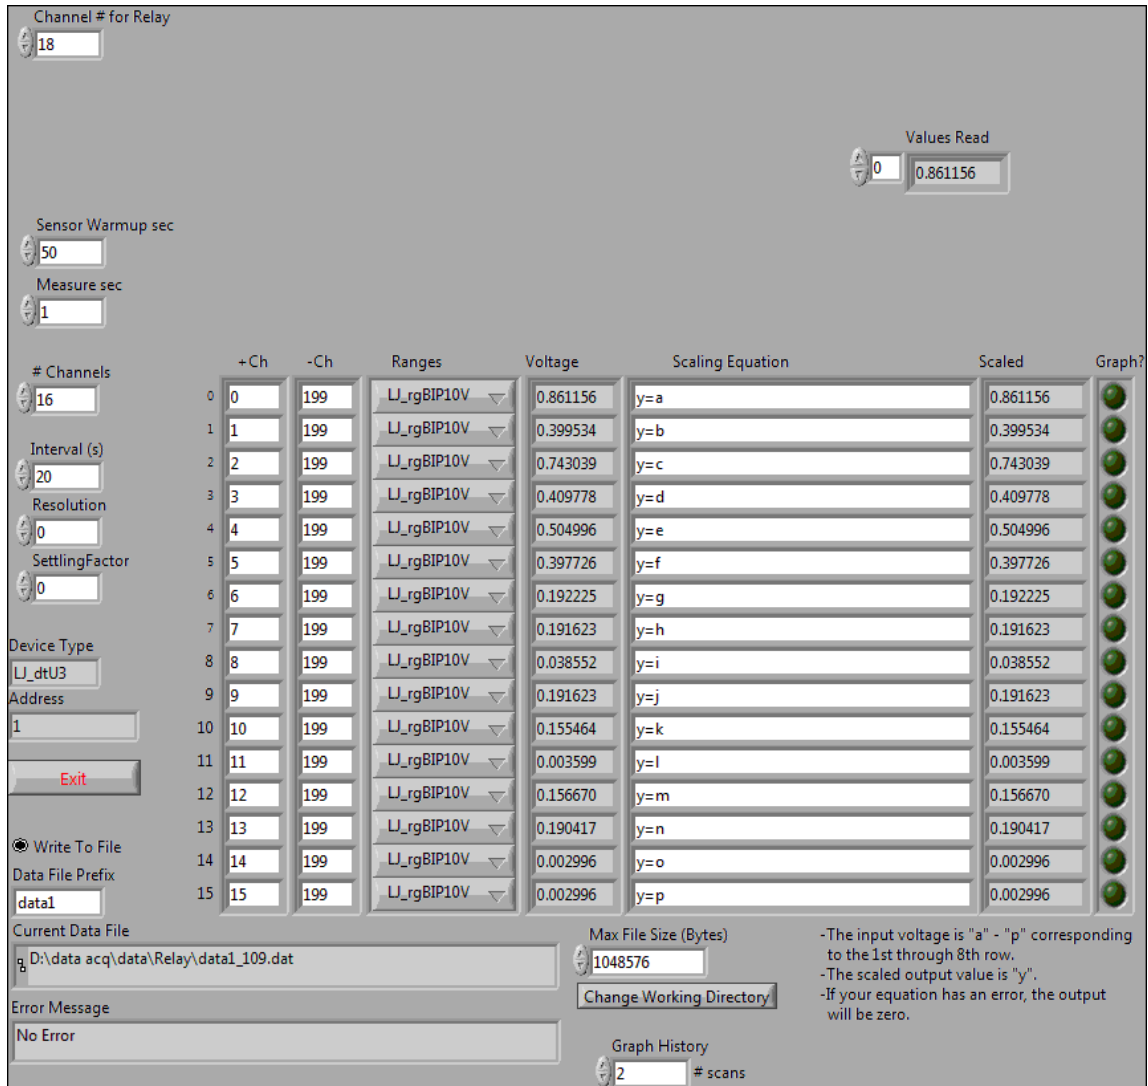 Channel # for Relay
18
Values Read
0 0.861156
Sensor Warmup sec
50
Measure sec
1
# Channels
16
Interval (s)
20
Resolution
0
SettlingFactor
0
Device Type
LJ_dtU3
Address
1
Exit
Write To File
Data File Prefix
data1
+Ch -Ch Ranges Voltage Scaling Equation Scaled Graph?
0 0 199 LJ_rgBIP10V 0.861156 y=a 0.861156
1 1 199 LJ_rgBIP10V 0.399534 y=b 0.399534
2 2 199 LJ_rgBIP10V 0.743039 y=c 0.743039
3 3 199 LJ_rgBIP10V 0.409778 y=d 0.409778
4 4 199 LJ_rgBIP10V 0.504996 y=e 0.504996
5 5 199 LJ_rgBIP10V 0.397726 y=f 0.397726
6 6 199 LJ_rgBIP10V 0.192225 y=g 0.192225
7 7 199 LJ_rgBIP10V 0.191623 y=h 0.191623
8 8 199 LJ_rgBIP10V 0.038552 y=i 0.038552
9 9 199 LJ_rgBIP10V 0.191623 y=j 0.191623
10 10 199 LJ_rgBIP10V 0.155464 y=k 0.155464
11 11 199 LJ_rgBIP10V 0.003599 y=l 0.003599
12 12 199 LJ_rgBIP10V 0.156670 y=m 0.156670
13 13 199 LJ_rgBIP10V 0.190417 y=n 0.190417
14 14 199 LJ_rgBIP10V 0.002996 y=o 0.002996
15 15 199 LJ_rgBIP10V 0.002996 y=p 0.002996
Current Data File
D:\data acq\data\Relay\data1_109.dat
Error Message
No Error
Max File Size (Bytes)
1048576
Change Working Directory
Graph History
2 # scans
-The input voltage is "a" - "p" corresponding
to the 1st through 8th row.
-The scaled output value is "y".
-If your equation has an error, the output
will be zero.